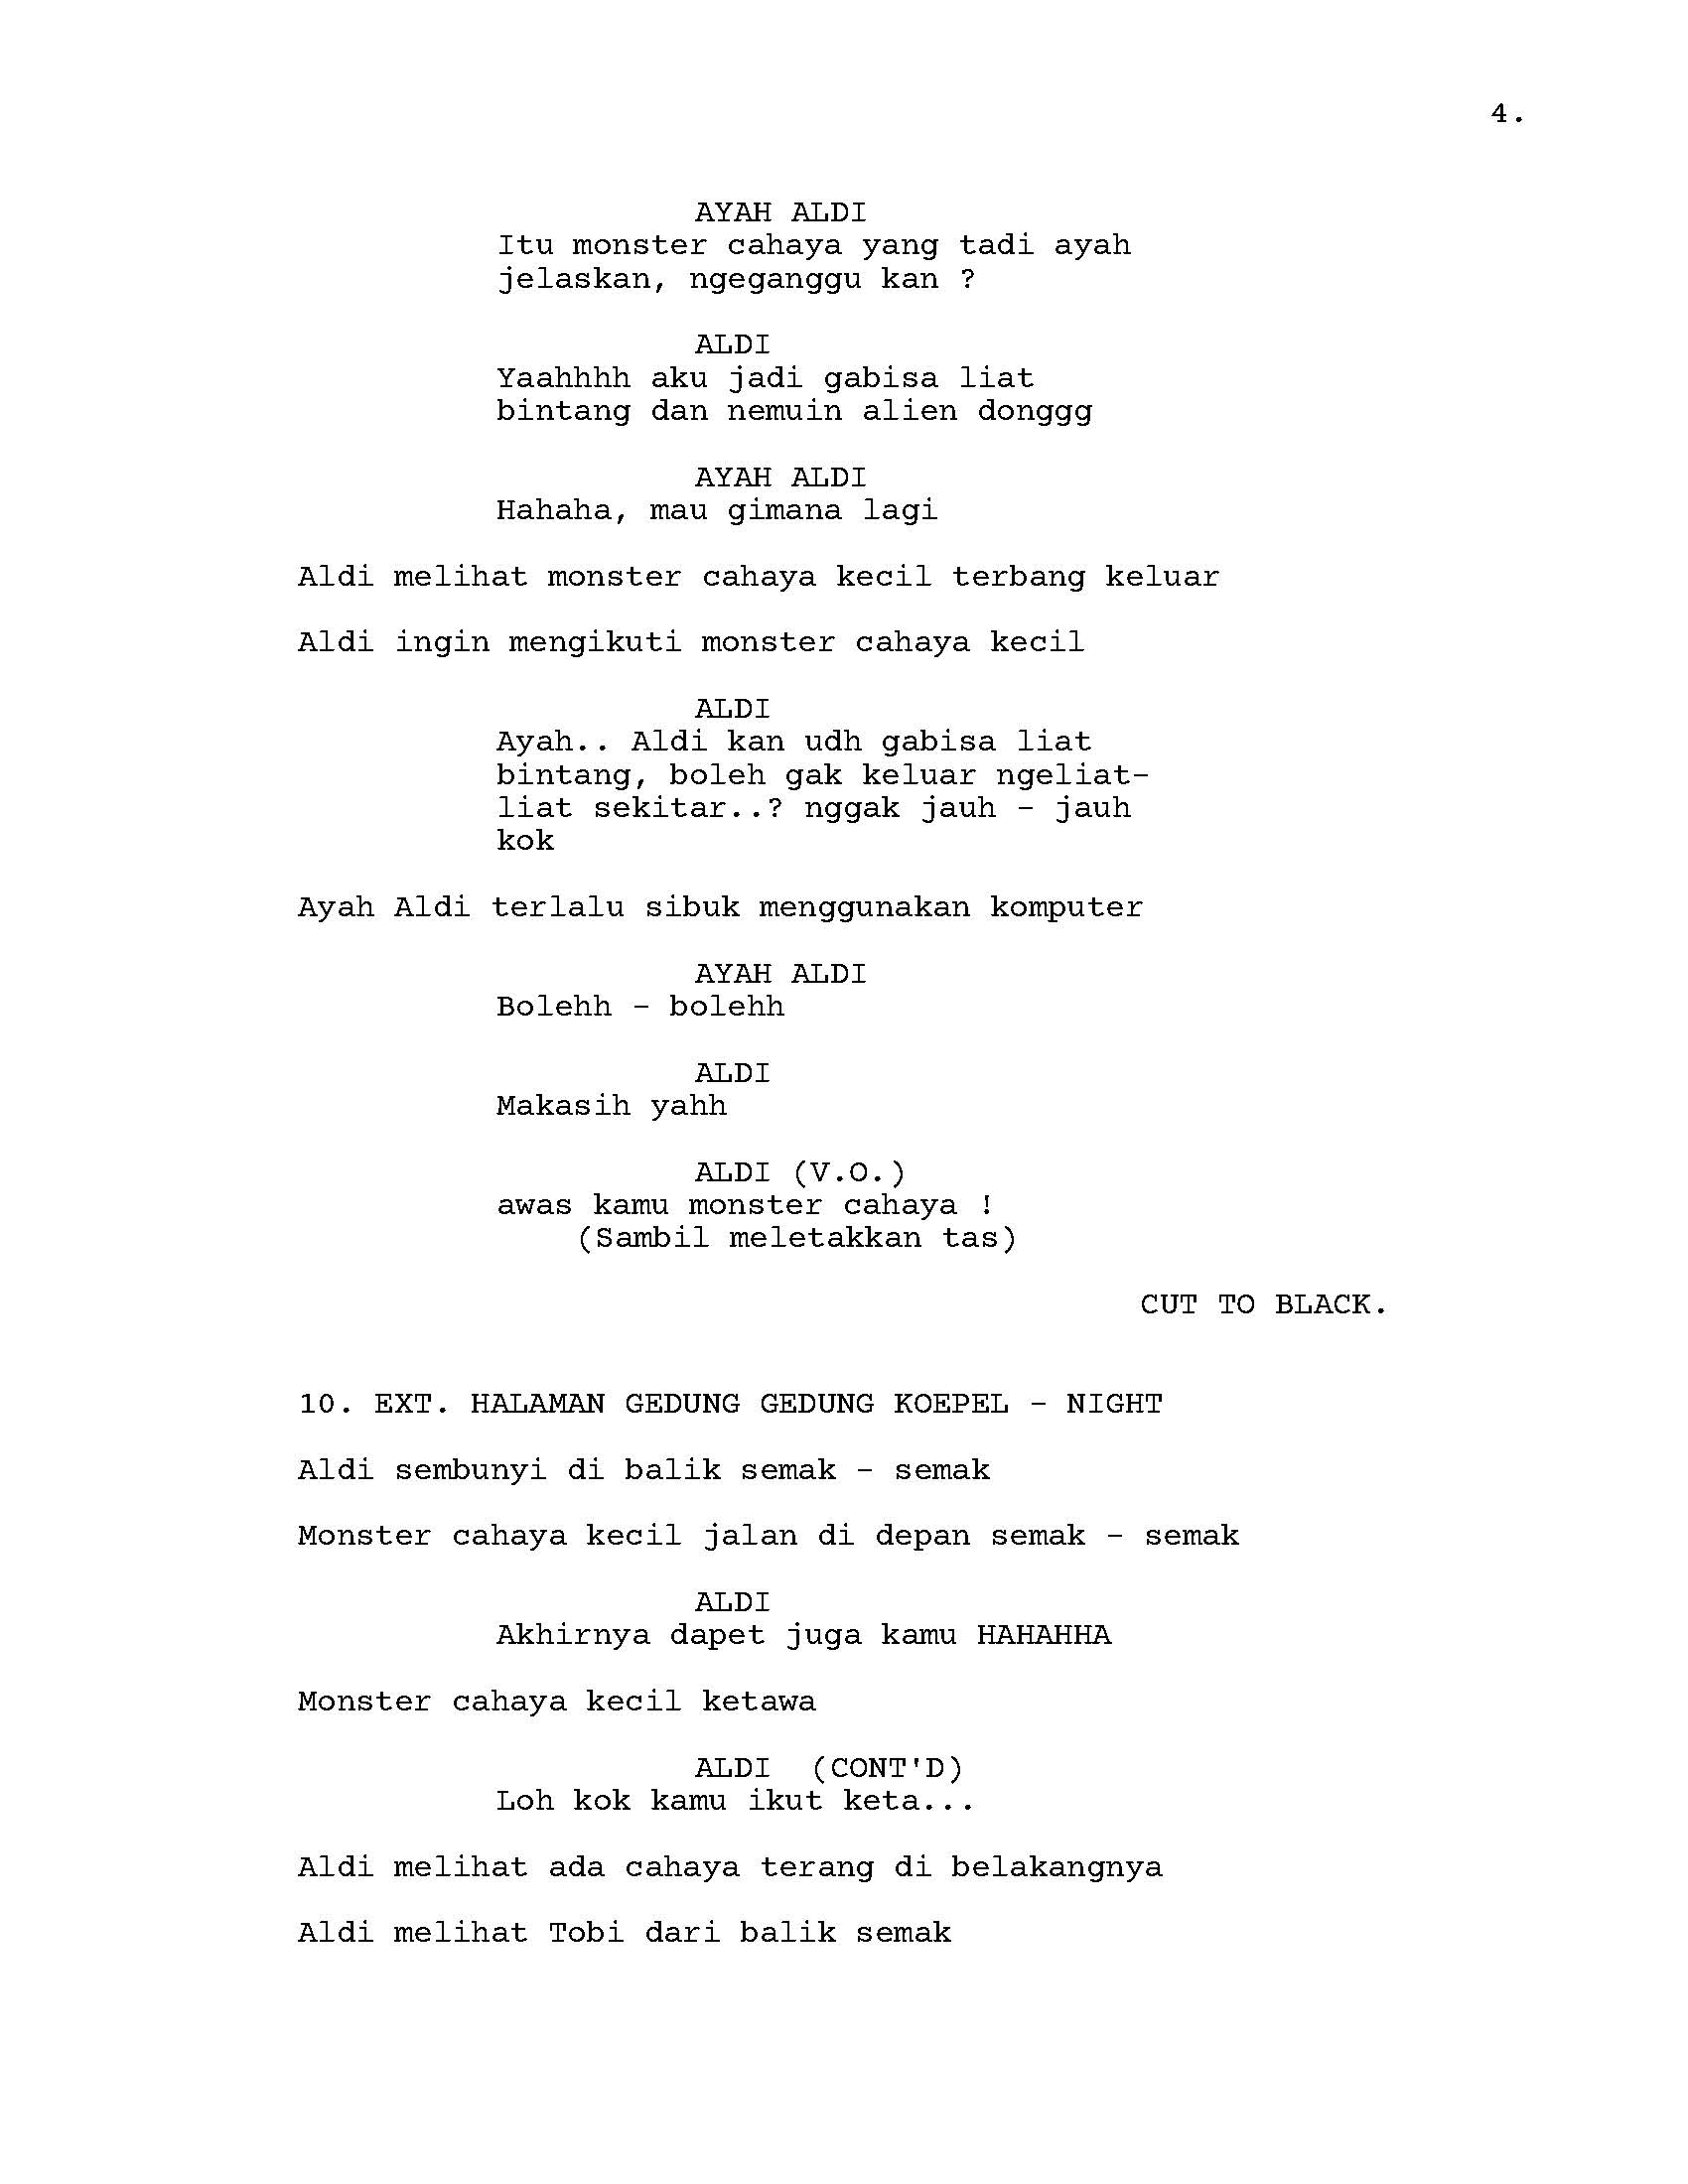 4.
AYAH ALDI
Itu monster cahaya yang tadi ayah
jelaskan, ngeganggu kan ?
ALDI
Yaahhhh aku jadi gabisa liat
bintang dan nemuin alien donggg
AYAH ALDI
Hahaha, mau gimana lagi
Aldi melihat monster cahaya kecil terbang keluar
Aldi ingin mengikuti monster cahaya kecil
ALDI
Ayah.. Aldi kan udh gabisa liat
bintang, boleh gak keluar ngeliat-
liat sekitar..? nggak jauh - jauh
kok
Ayah Aldi terlalu sibuk menggunakan komputer
AYAH ALDI
Bolehh - bolehh
ALDI
Makasih yahh
ALDI (V.O.)
awas kamu monster cahaya !
(Sambil meletakkan tas)
CUT TO BLACK.
10. EXT. HALAMAN GEDUNG GEDUNG KOEPEL - NIGHT
Aldi sembunyi di balik semak - semak
Monster cahaya kecil jalan di depan semak - semak
ALDI
Akhirnya dapet juga kamu HAHAHHA
Monster cahaya kecil ketawa
ALDI (CONT'D)
Loh kok kamu ikut keta...
Aldi melihat ada cahaya terang di belakangnya
Aldi melihat Tobi dari balik semak